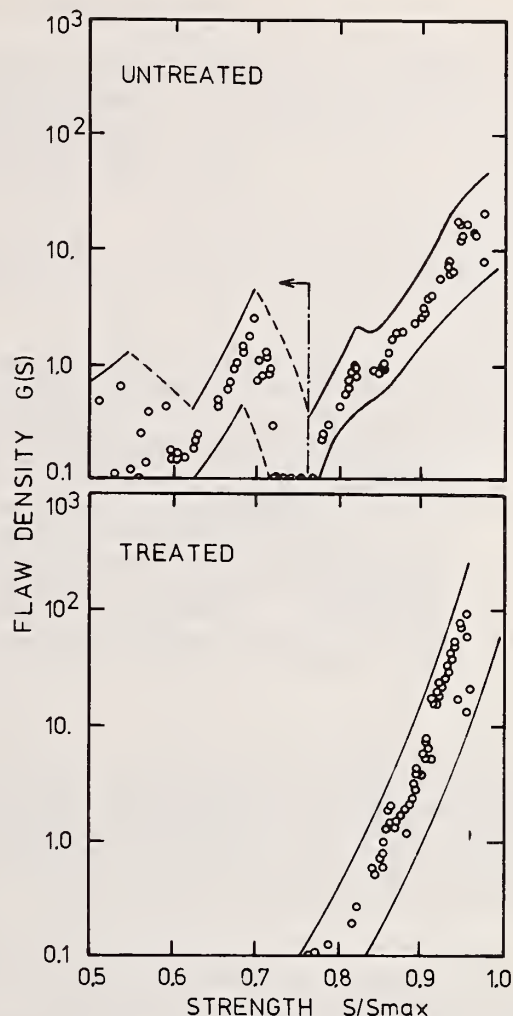 10³
UNTREATED
10²
10.
1.0
0.1
10³
TREATED
10²
10.
1.0
0.1
FLAW DENSITY G(S)
0.5 0.6 0.7 0.8 0.9 1.0
STRENGTH S/Smax